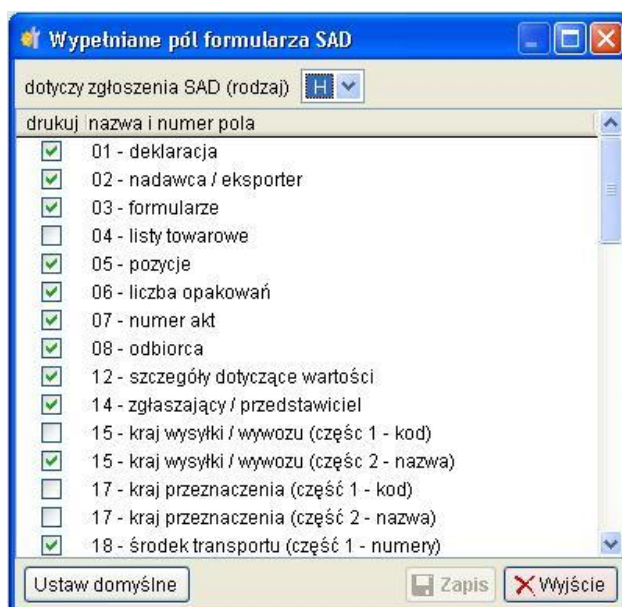 Wypełniane pól formularza SAD
dotyczy zgłoszenia SAD (rodzaj) H
drukuj nazwa i numer pola
01 - deklaracja
02 - nadawca / eksporter
03 - formularze
04 - listy towarowe
05 - pozycje
06 - liczba opakowań
07 - numer akt
08 - odbiorca
12 - szczegóły dotyczące wartości
14 - zgłaszający / przedstawiciel
15 - kraj wysyłki / wywozu (częśc 1 - kod)
15 - kraj wysyłki / wywozu (częśc 2 - nazwa)
17 - kraj przeznaczenia (część 1 - kod)
17 - kraj przeznaczenia (część 2 - nazwa)
18 - środek transportu (część 1 - numery)
Ustaw domyślne Zapis Wyjście